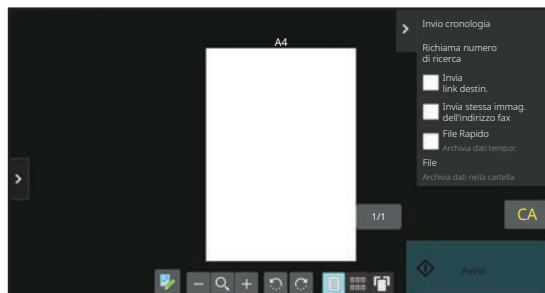 A4
Invio cronologia
Richiama numero
di ricerca
Invia
link destin.
Invia stessa immag.
dell'indirizzo fax
File Rapido
Archivia dati tempor.
File
Archivia dati nella cartella
1/1
CA
Avvio